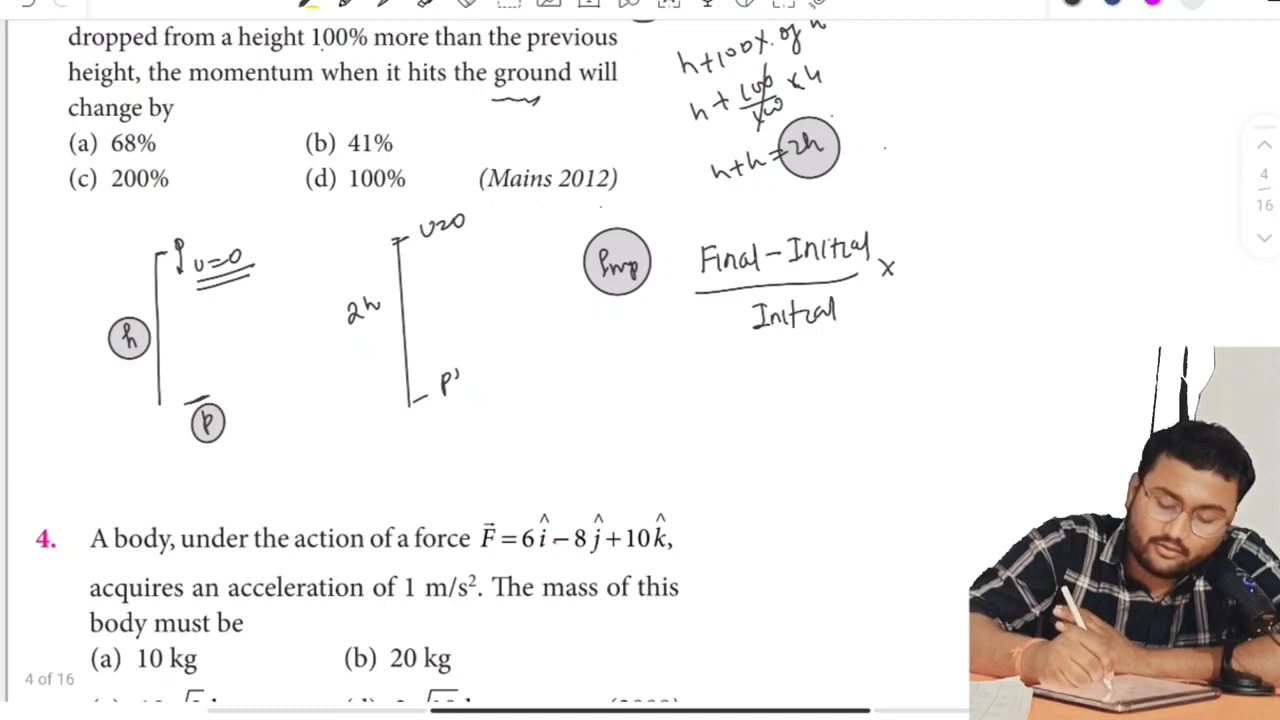 dropped from a height 100% more than the previous
height, the momentum when it hits the ground will
change by
(a) 68% (b) 41%
(c) 200% (d) 100% (Mains 2012)
h+100%. of h
h + 100/100 × h
h+h = 2h
u=0
h
p
u=0
2h
p'
Imp
Final - Initial ×
Initial
4
16
4. A body, under the action of a force F⃗ = 6î − 8ĵ + 10k̂,
acquires an acceleration of 1 m/s². The mass of this
body must be
(a) 10 kg (b) 20 kg
4 of 16